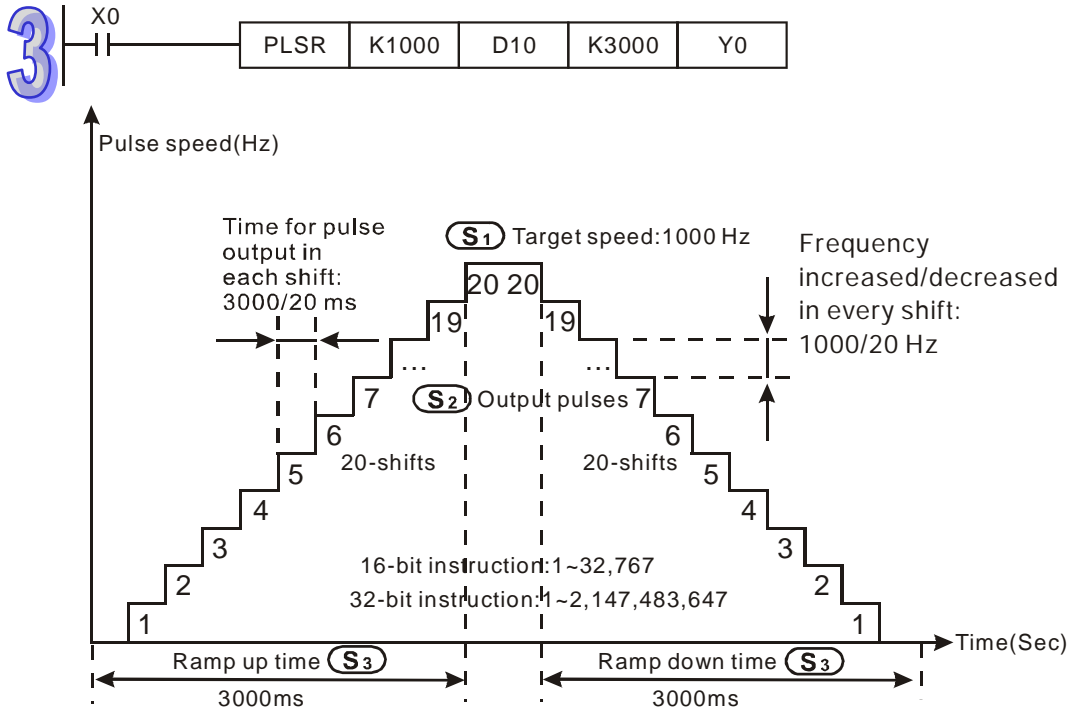 3
X0
PLSR K1000 D10 K3000 Y0
Pulse speed(Hz)
Time for pulse
output in
each shift:
3000/20 ms
S1 Target speed:1000 Hz
Frequency
increased/decreased
in every shift:
1000/20 Hz
20 20
19 19
... ...
7 S2 Output pulses 7
6 6
20-shifts 20-shifts
5 5
4 4
3 3
16-bit instruction:1~32,767
2 2
32-bit instruction:1~2,147,483,647
1 1
Time(Sec)
Ramp up time S3 Ramp down time S3
3000ms 3000ms